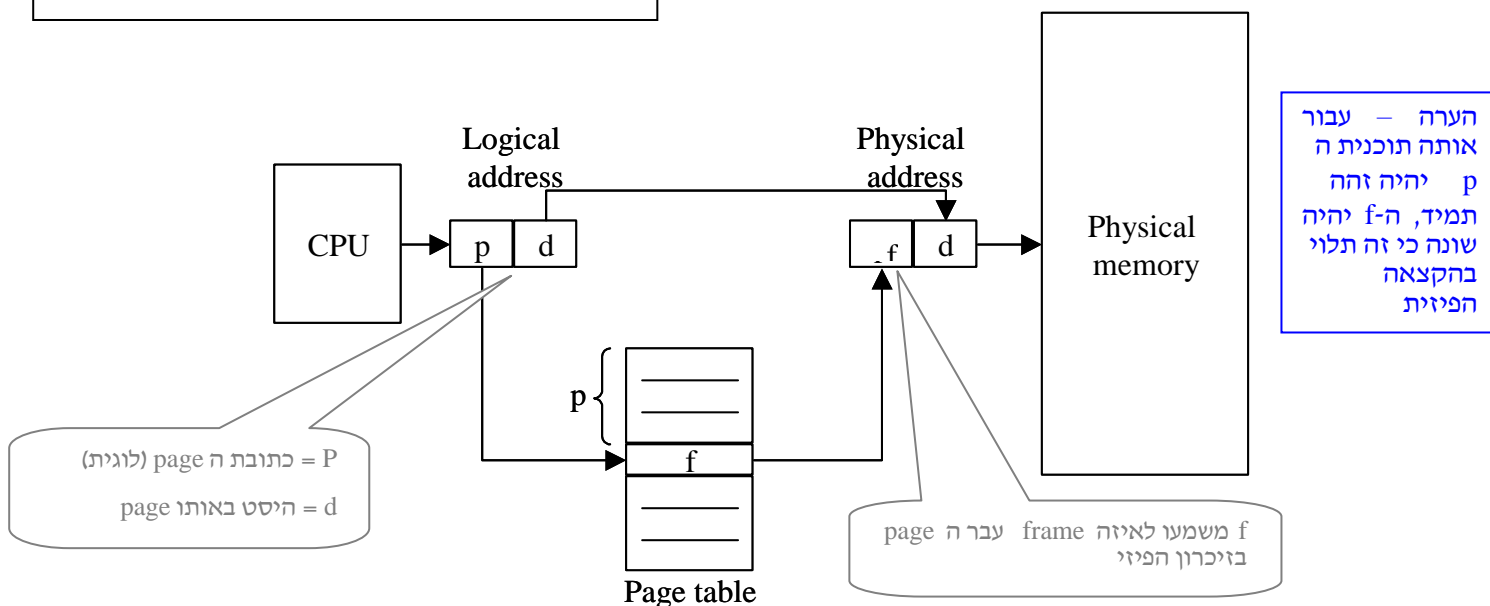 Logical
address
Physical
address
CPU
p
d
f
d
Physical
memory
הערה – עבור
אותה תוכנית ה
p יהיה זהה
תמיד, ה-f יהיה
שונה כי זה תלוי
בהקצאה
הפיזית
p
f
Page table
P = כתובת ה page (לוגית)
d = היסט באותו page
f משמעו לאיזה frame עבר ה page
בזיכרון הפיזי